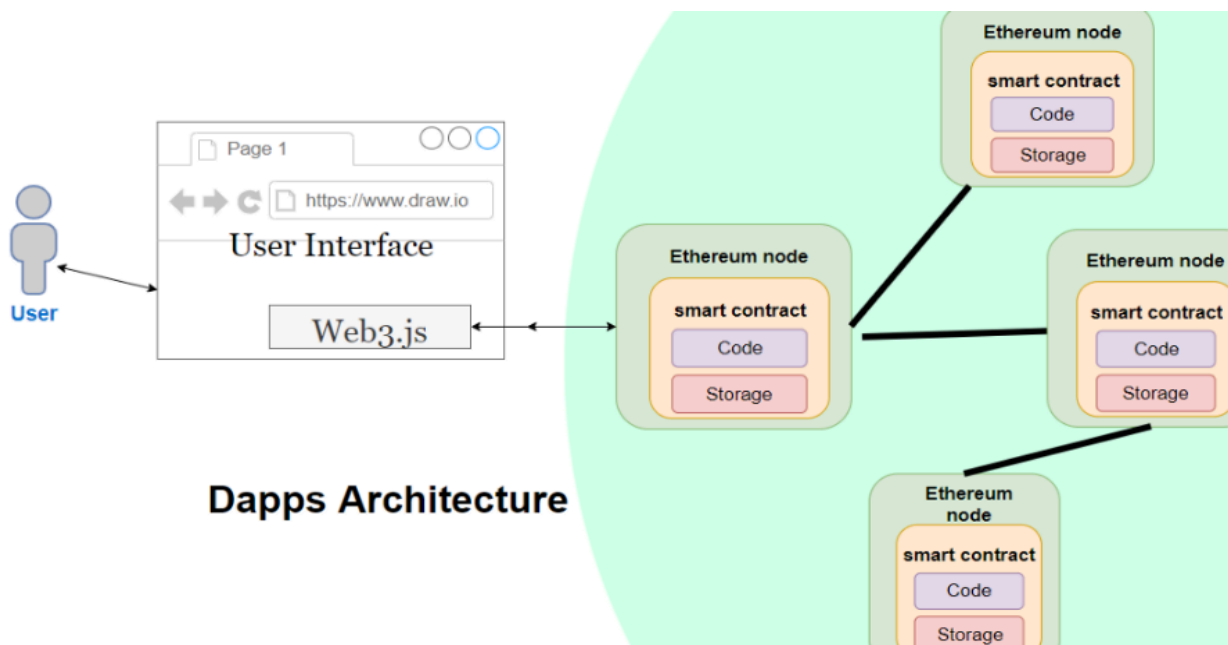 Page 1
https://www.draw.io
User Interface
Web3.js
User
Dapps Architecture
Ethereum node
smart contract
Code
Storage
Ethereum node
smart contract
Code
Storage
Ethereum node
smart contract
Code
Storage
Ethereum
node
smart contract
Code
Storage